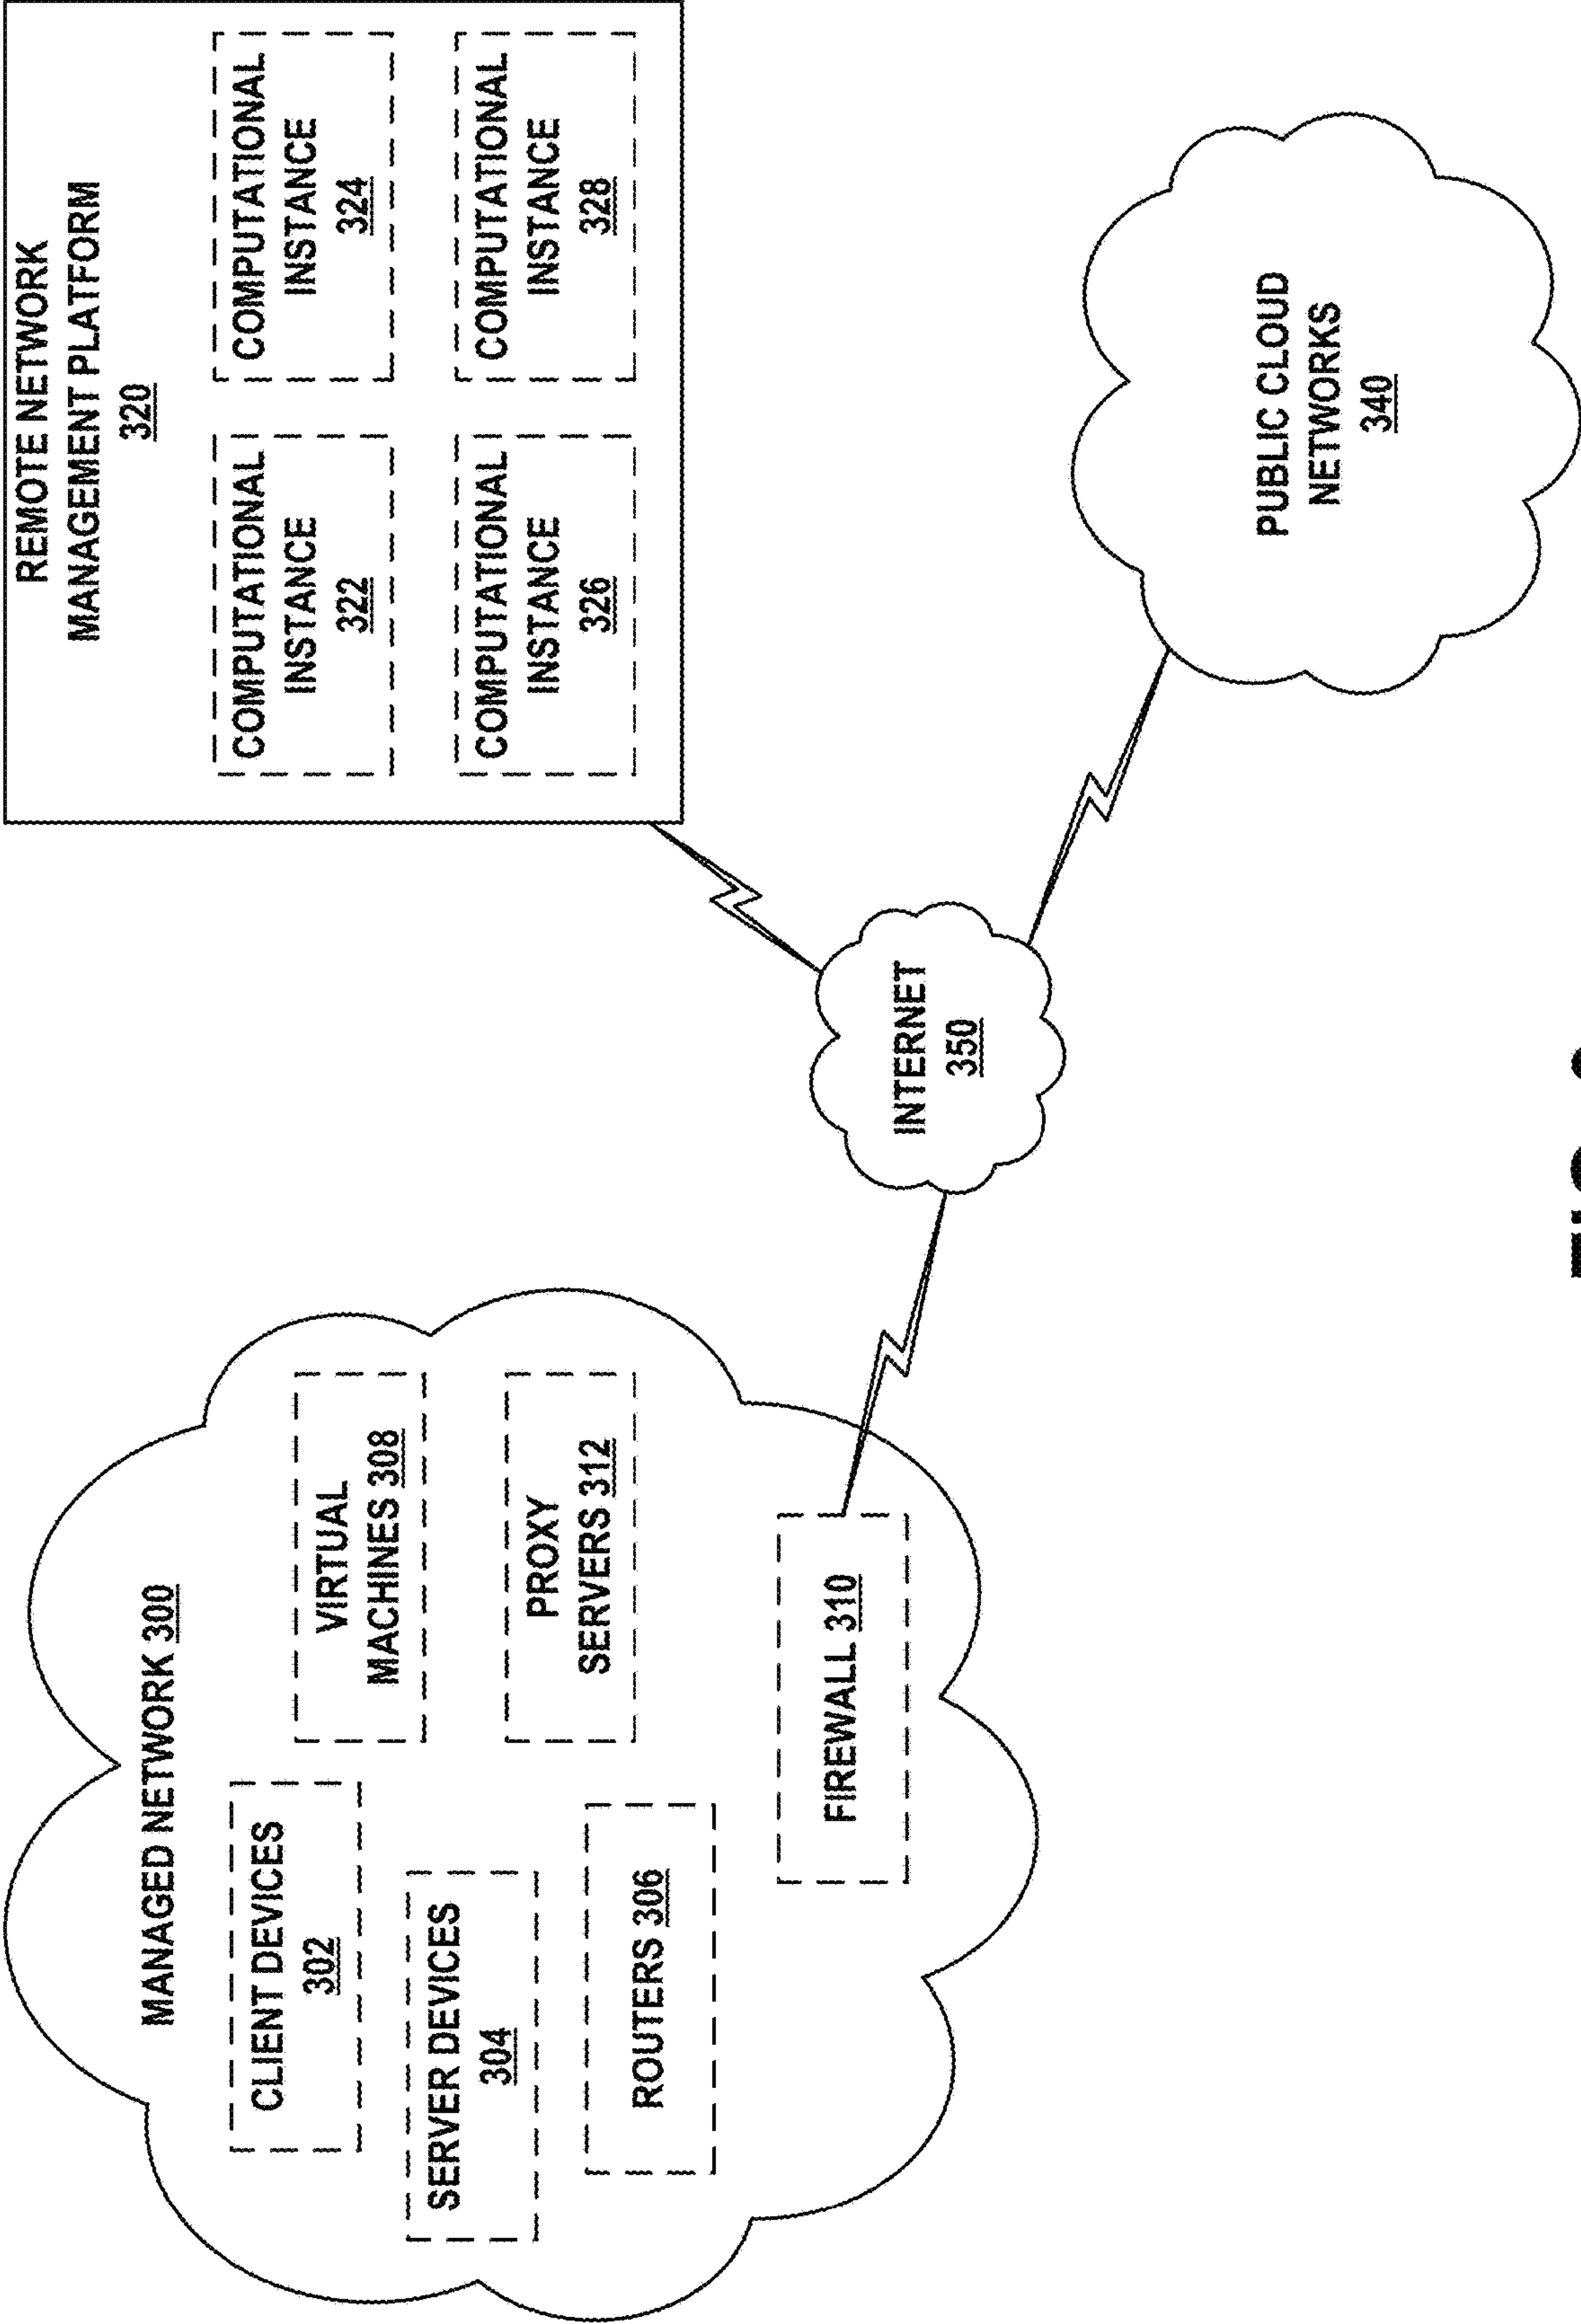 MANAGED NETWORK 300
CLIENT DEVICES
302
VIRTUAL
MACHINES 308
SERVER DEVICES
304
PROXY
SERVERS 312
ROUTERS 306
FIREWALL 310
INTERNET
350
REMOTE NETWORK
MANAGEMENT PLATFORM
320
COMPUTATIONAL
INSTANCE
322
COMPUTATIONAL
INSTANCE
324
COMPUTATIONAL
INSTANCE
326
COMPUTATIONAL
INSTANCE
328
PUBLIC CLOUD
NETWORKS
340